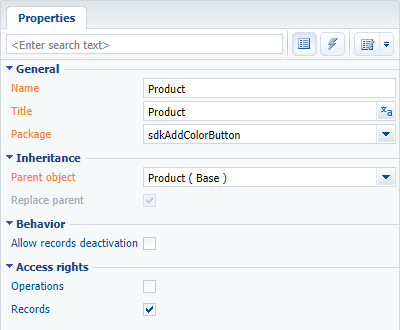 Properties
<Enter search text>
General
Name Product
Title Product
Package sdkAddColorButton
Inheritance
Parent object Product ( Base )
Replace parent
Behavior
Allow records deactivation
Access rights
Operations
Records